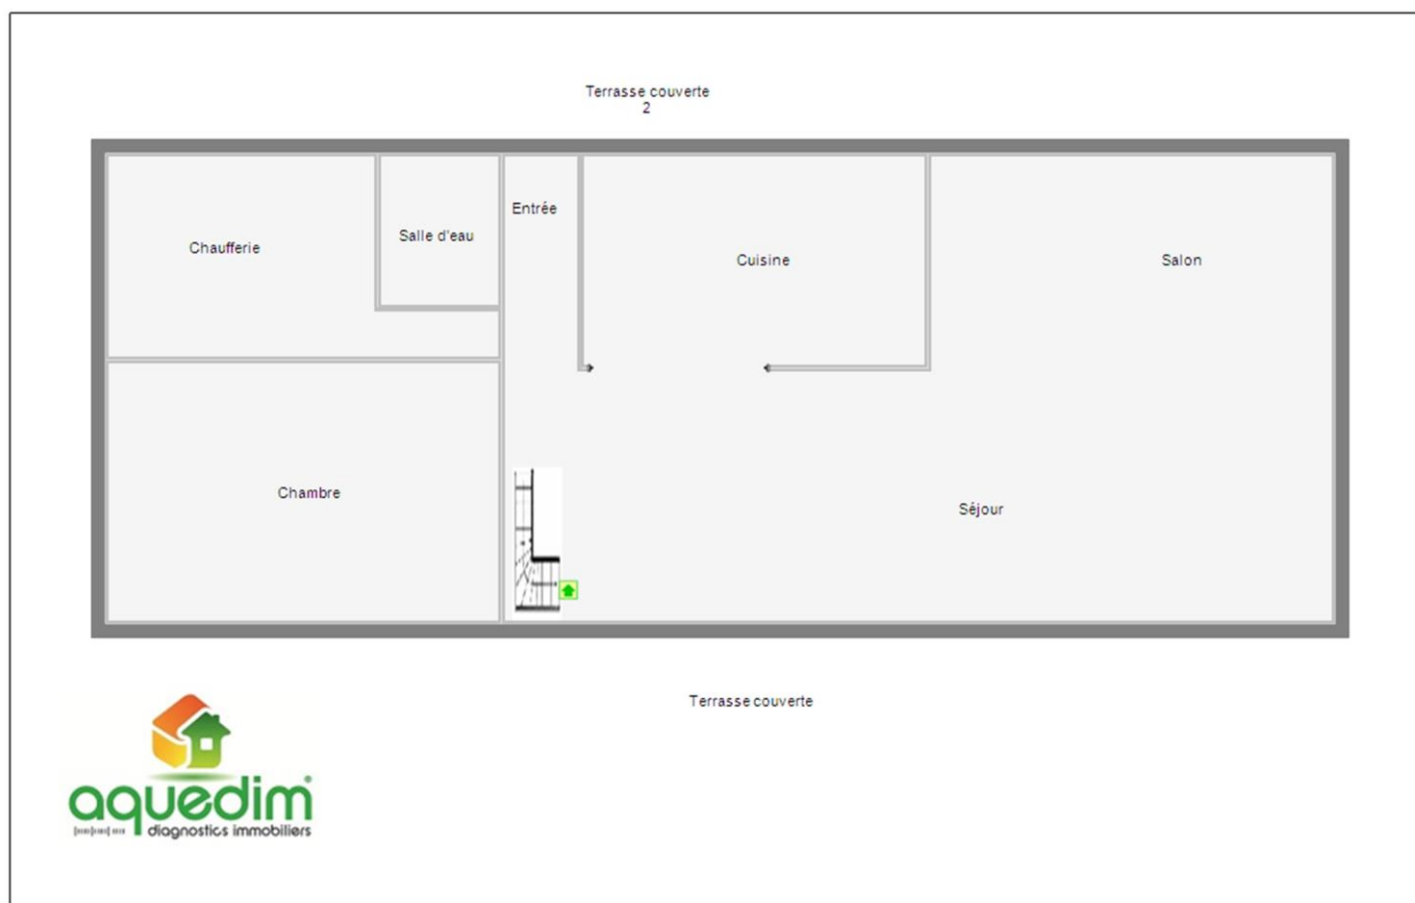 Terrasse couverte
2
Entrée
Salle d'eau
Chaufferie
Cuisine
Salon
Chambre
Séjour
Terrasse couverte
aquedim
diagnostics immobiliers